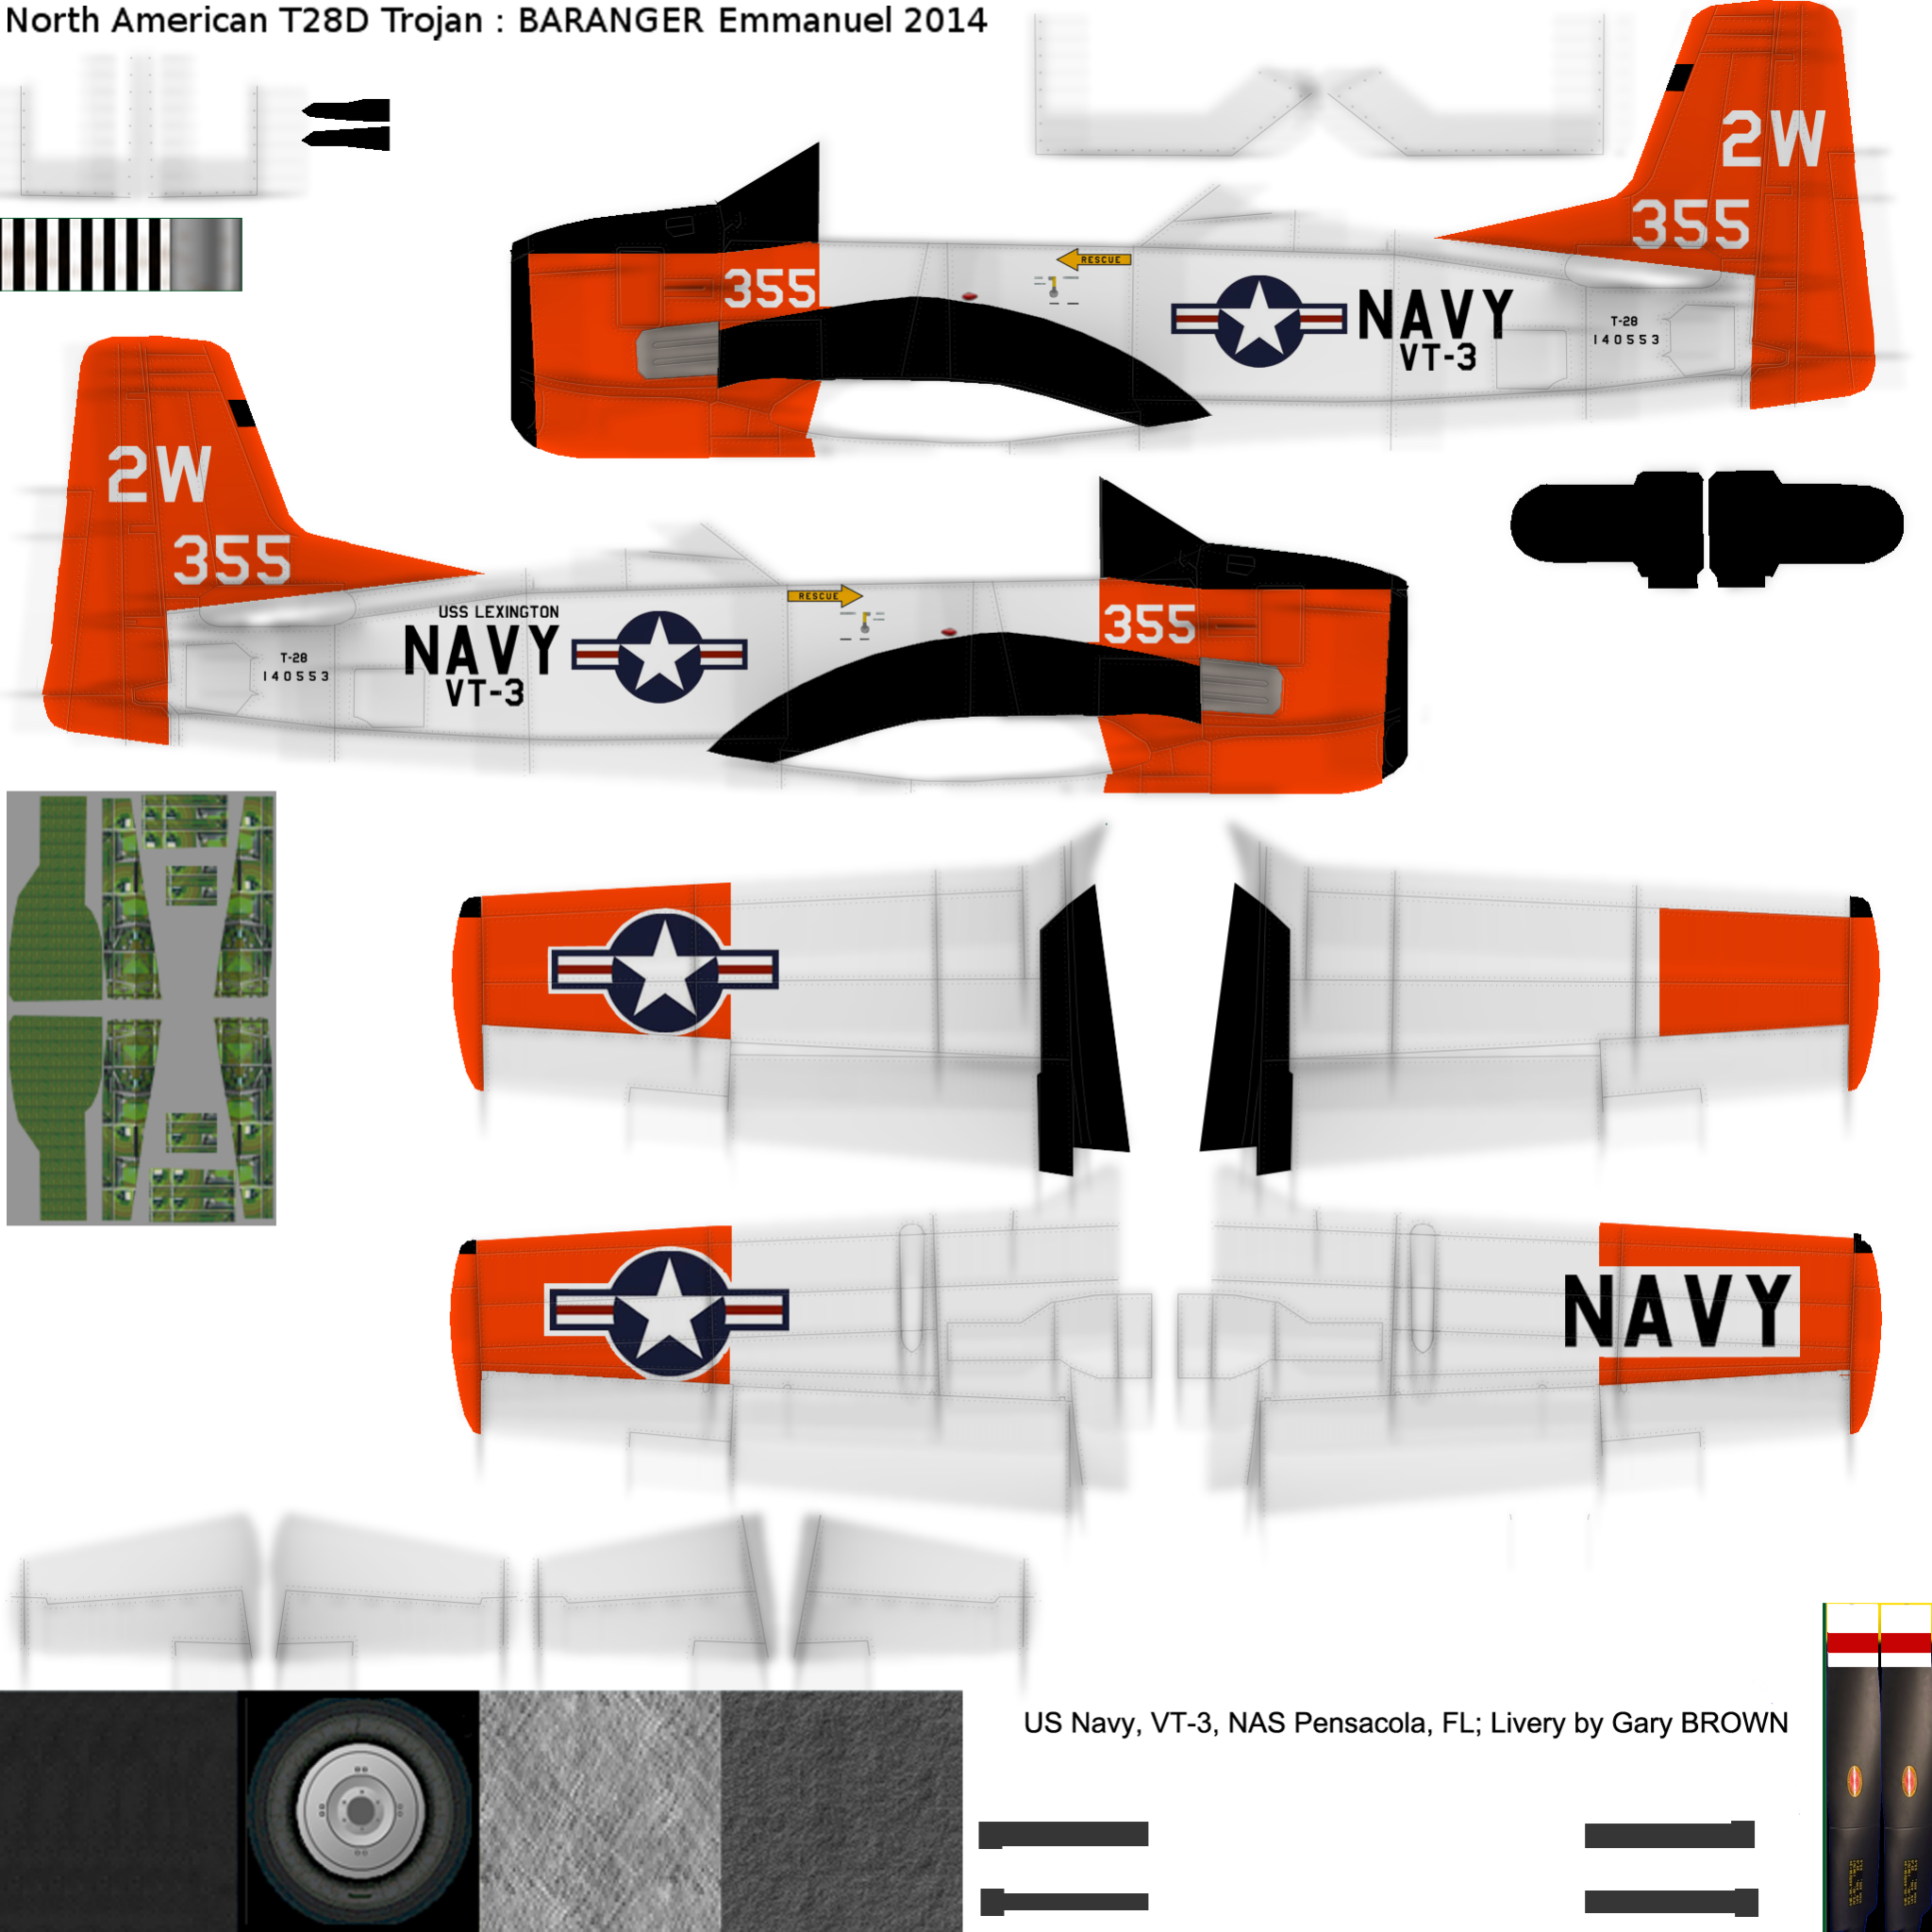 North American T28D Trojan : BARANGER Emmanuel 2014
2W
355
RESCUE
355
NAVY
VT-3
T-28
140553
2W
355
USS LEXINGTON
NAVY
VT-3
T-28
140553
RESCUE
355
NAVY
US Navy, VT-3, NAS Pensacola, FL; Livery by Gary BROWN